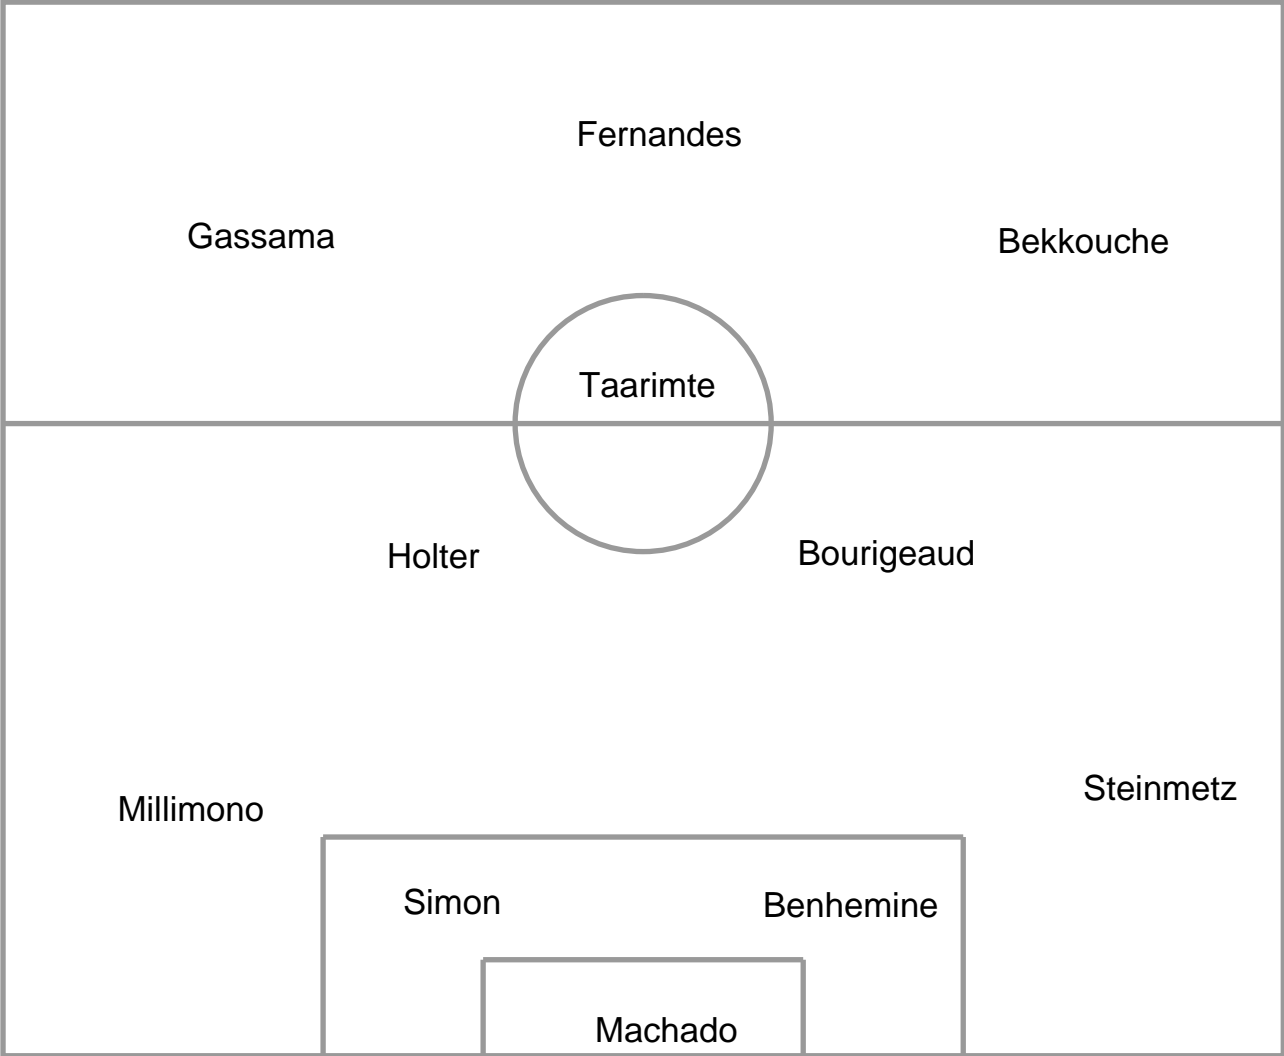 Fernandes
Gassama
Bekkouche
Taarimte
Holter
Bourigeaud
Millimono
Steinmetz
Simon
Benhemine
Machado